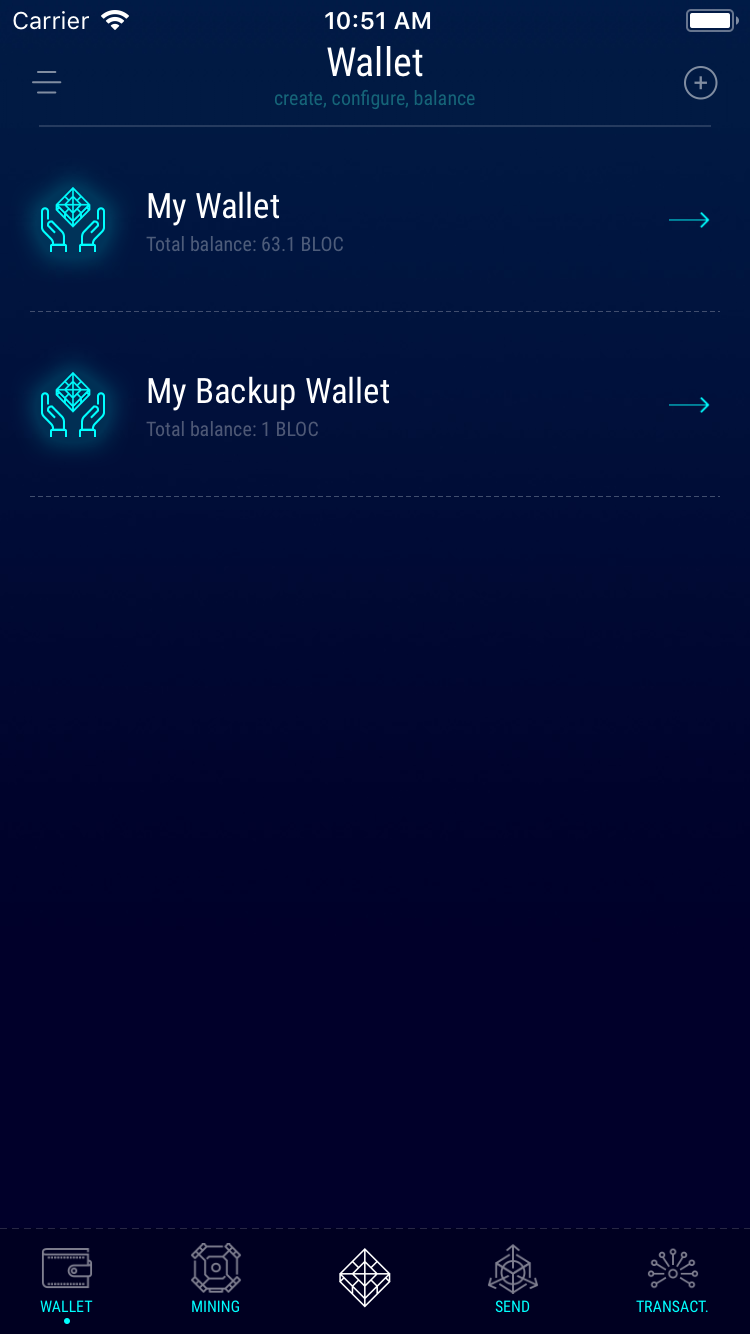 Carrier 10:51 AM
Wallet
create, configure, balance
My Wallet
Total balance: 63.1 BLOC
My Backup Wallet
Total balance: 1 BLOC
WALLET MINING SEND TRANSACT.